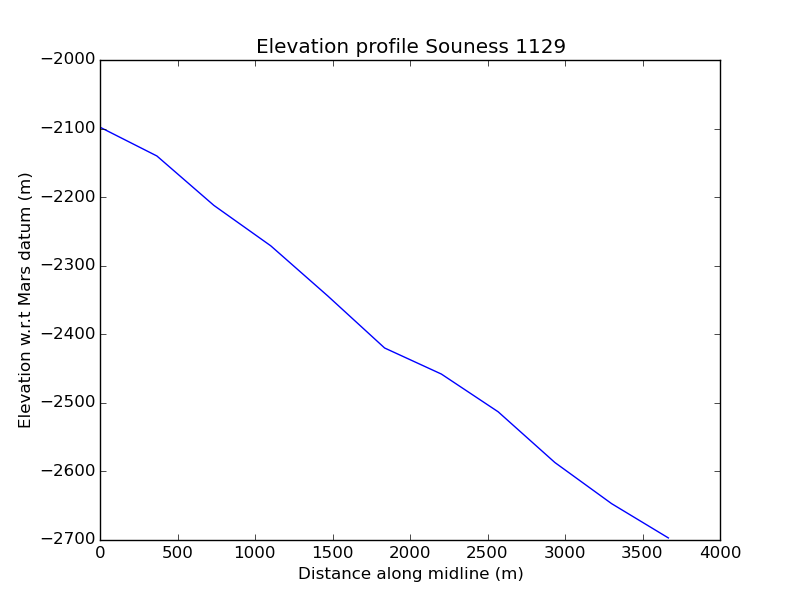 Elevation profile Souness 1129
−2000
−2100
−2200
−2300
−2400
−2500
−2600
−2700
Elevation w.r.t Mars datum (m)
0 500 1000 1500 2000 2500 3000 3500 4000
Distance along midline (m)